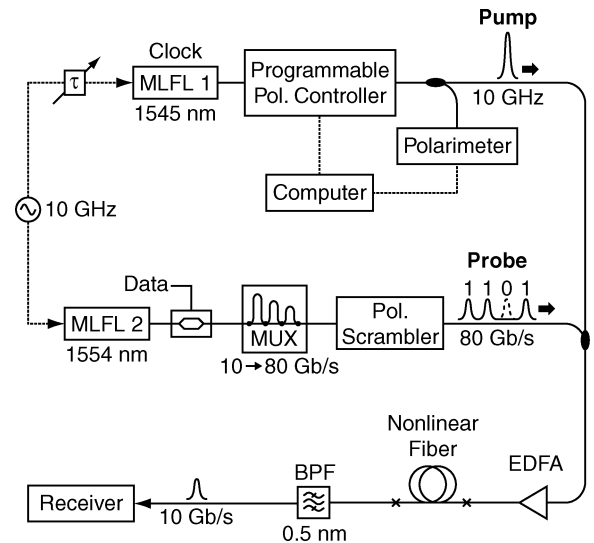 Pump
Clock
τ
MLFL 1
1545 nm
Programmable
Pol. Controller
10 GHz
Polarimeter
Computer
10 GHz
Probe
Data
1 1 0 1
MLFL 2
1554 nm
MUX
10→80 Gb/s
Pol.
Scrambler
80 Gb/s
Nonlinear
Fiber
EDFA
BPF
Receiver
10 Gb/s
0.5 nm